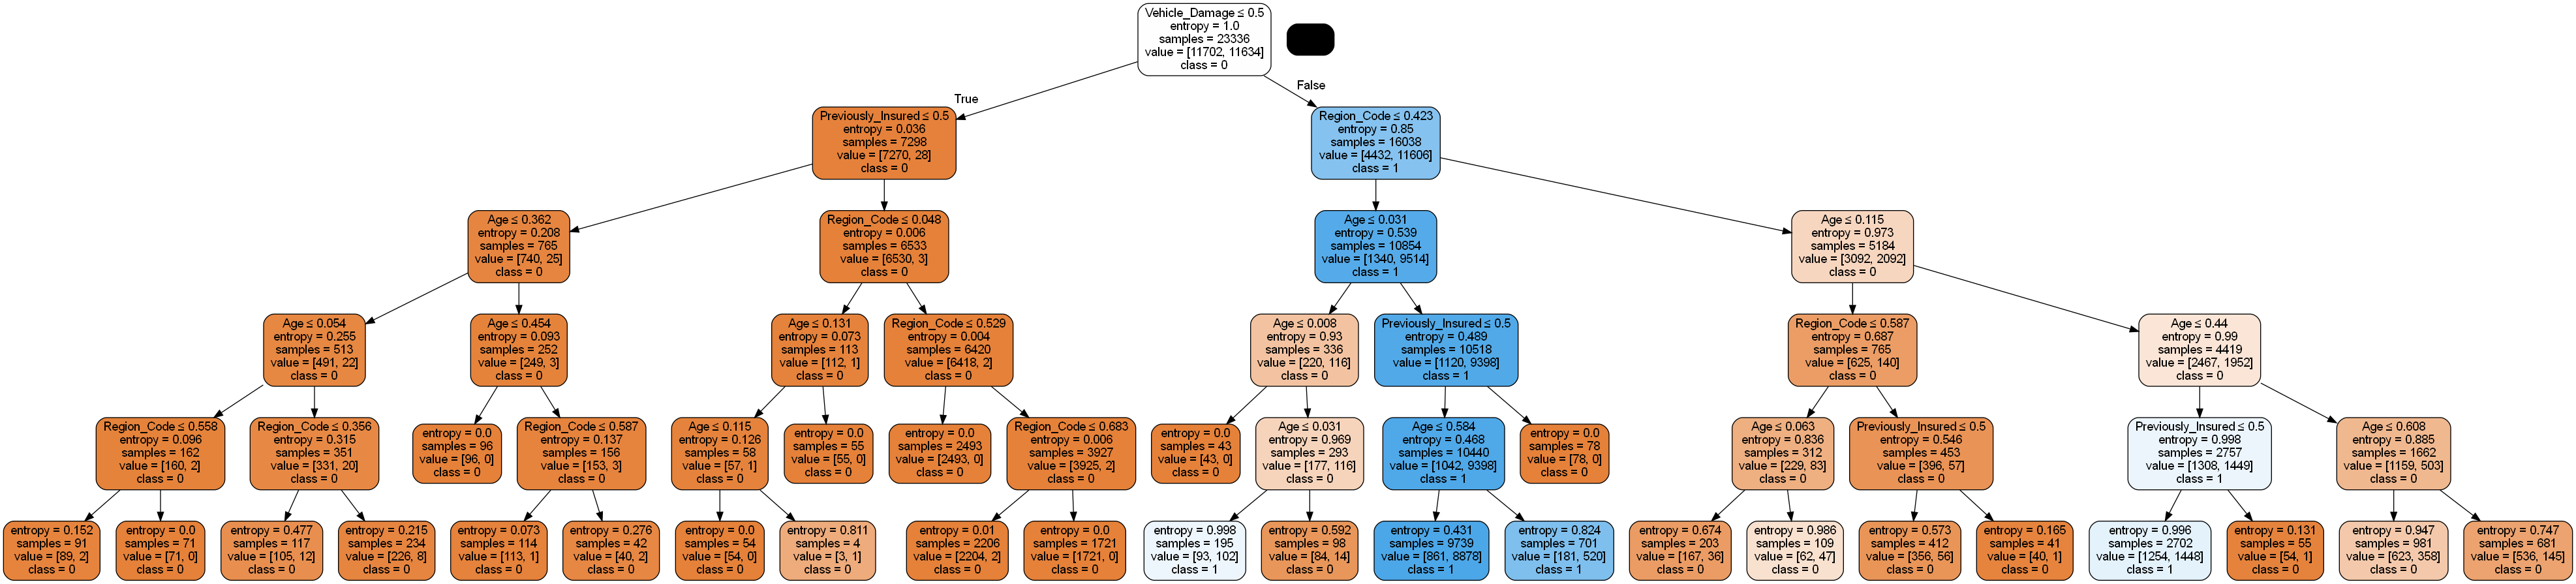 Vehicle_Damage ≤ 0.5
entropy = 1.0
samples = 23336
value = [11702, 11634]
class = 0
True
False
Previously_Insured ≤ 0.5
entropy = 0.036
samples = 7298
value = [7270, 28]
class = 0
Region_Code ≤ 0.423
entropy = 0.85
samples = 16038
value = [4432, 11606]
class = 1
Age ≤ 0.362
entropy = 0.208
samples = 765
value = [740, 25]
class = 0
Region_Code ≤ 0.048
entropy = 0.006
samples = 6533
value = [6530, 3]
class = 0
Age ≤ 0.031
entropy = 0.539
samples = 10854
value = [1340, 9514]
class = 1
Age ≤ 0.115
entropy = 0.973
samples = 5184
value = [3092, 2092]
class = 0
Age ≤ 0.054
entropy = 0.255
samples = 513
value = [491, 22]
class = 0
Age ≤ 0.454
entropy = 0.093
samples = 252
value = [249, 3]
class = 0
Age ≤ 0.131
entropy = 0.073
samples = 113
value = [112, 1]
class = 0
Region_Code ≤ 0.529
entropy = 0.004
samples = 6420
value = [6418, 2]
class = 0
Age ≤ 0.008
entropy = 0.93
samples = 336
value = [220, 116]
class = 0
Previously_Insured ≤ 0.5
entropy = 0.489
samples = 10518
value = [1120, 9398]
class = 1
Region_Code ≤ 0.587
entropy = 0.687
samples = 765
value = [625, 140]
class = 0
Age ≤ 0.44
entropy = 0.99
samples = 4419
value = [2467, 1952]
class = 0
Region_Code ≤ 0.558
entropy = 0.096
samples = 162
value = [160, 2]
class = 0
Region_Code ≤ 0.356
entropy = 0.315
samples = 351
value = [331, 20]
class = 0
entropy = 0.0
samples = 96
value = [96, 0]
class = 0
Region_Code ≤ 0.587
entropy = 0.137
samples = 156
value = [153, 3]
class = 0
Age ≤ 0.115
entropy = 0.126
samples = 58
value = [57, 1]
class = 0
entropy = 0.0
samples = 55
value = [55, 0]
class = 0
entropy = 0.0
samples = 2493
value = [2493, 0]
class = 0
Region_Code ≤ 0.683
entropy = 0.006
samples = 3927
value = [3925, 2]
class = 0
entropy = 0.0
samples = 43
value = [43, 0]
class = 0
Age ≤ 0.031
entropy = 0.969
samples = 293
value = [177, 116]
class = 0
Age ≤ 0.584
entropy = 0.468
samples = 10440
value = [1042, 9398]
class = 1
entropy = 0.0
samples = 78
value = [78, 0]
class = 0
Age ≤ 0.063
entropy = 0.836
samples = 312
value = [229, 83]
class = 0
Previously_Insured ≤ 0.5
entropy = 0.546
samples = 453
value = [396, 57]
class = 0
Previously_Insured ≤ 0.5
entropy = 0.998
samples = 2757
value = [1308, 1449]
class = 1
Age ≤ 0.608
entropy = 0.885
samples = 1662
value = [1159, 503]
class = 0
entropy = 0.152
samples = 91
value = [89, 2]
class = 0
entropy = 0.0
samples = 71
value = [71, 0]
class = 0
entropy = 0.477
samples = 117
value = [105, 12]
class = 0
entropy = 0.215
samples = 234
value = [226, 8]
class = 0
entropy = 0.073
samples = 114
value = [113, 1]
class = 0
entropy = 0.276
samples = 42
value = [40, 2]
class = 0
entropy = 0.0
samples = 54
value = [54, 0]
class = 0
entropy = 0.811
samples = 4
value = [3, 1]
class = 0
entropy = 0.01
samples = 2206
value = [2204, 2]
class = 0
entropy = 0.0
samples = 1721
value = [1721, 0]
class = 0
entropy = 0.998
samples = 195
value = [93, 102]
class = 1
entropy = 0.592
samples = 98
value = [84, 14]
class = 0
entropy = 0.431
samples = 9739
value = [861, 8878]
class = 1
entropy = 0.824
samples = 701
value = [181, 520]
class = 1
entropy = 0.674
samples = 203
value = [167, 36]
class = 0
entropy = 0.986
samples = 109
value = [62, 47]
class = 0
entropy = 0.573
samples = 412
value = [356, 56]
class = 0
entropy = 0.165
samples = 41
value = [40, 1]
class = 0
entropy = 0.996
samples = 2702
value = [1254, 1448]
class = 1
entropy = 0.131
samples = 55
value = [54, 1]
class = 0
entropy = 0.947
samples = 981
value = [623, 358]
class = 0
entropy = 0.747
samples = 681
value = [536, 145]
class = 0